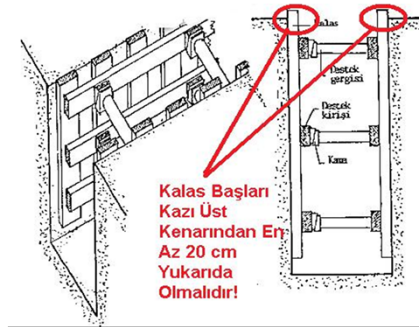 Kalas
Destek
gergisi
Destek
kirişi
Kama
Kalas Başları
Kazı Üst
Kenarından En
Az 20 cm
Yukarıda
Olmalıdır!